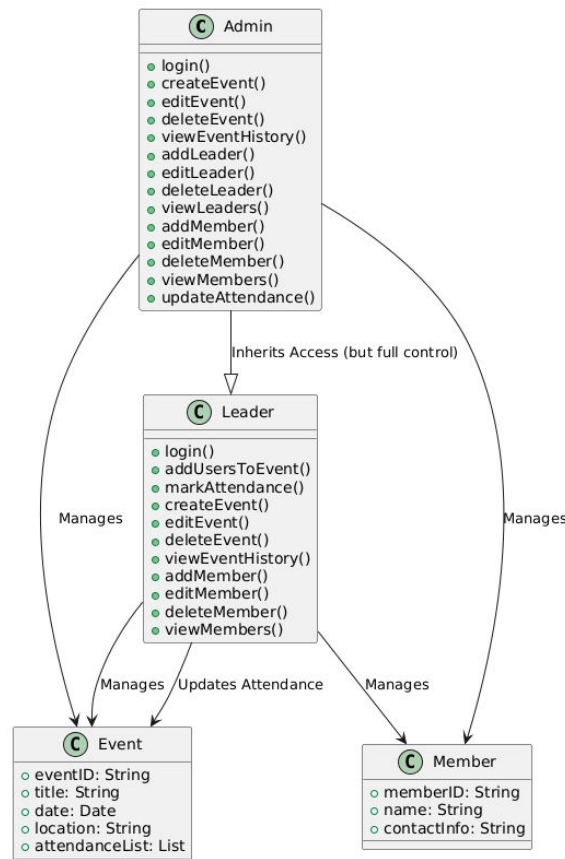 C Admin
login()
createEvent()
editEvent()
deleteEvent()
viewEventHistory()
addLeader()
editLeader()
deleteLeader()
viewLeaders()
addMember()
editMember()
deleteMember()
viewMembers()
updateAttendance()
Inherits Access (but full control)
C Leader
login()
addUsersToEvent()
markAttendance()
createEvent()
editEvent()
deleteEvent()
viewEventHistory()
addMember()
editMember()
deleteMember()
viewMembers()
Manages
Manages
Manages
Updates Attendance
Manages
C Event
eventID: String
title: String
date: Date
location: String
attendanceList: List
C Member
memberID: String
name: String
contactInfo: String